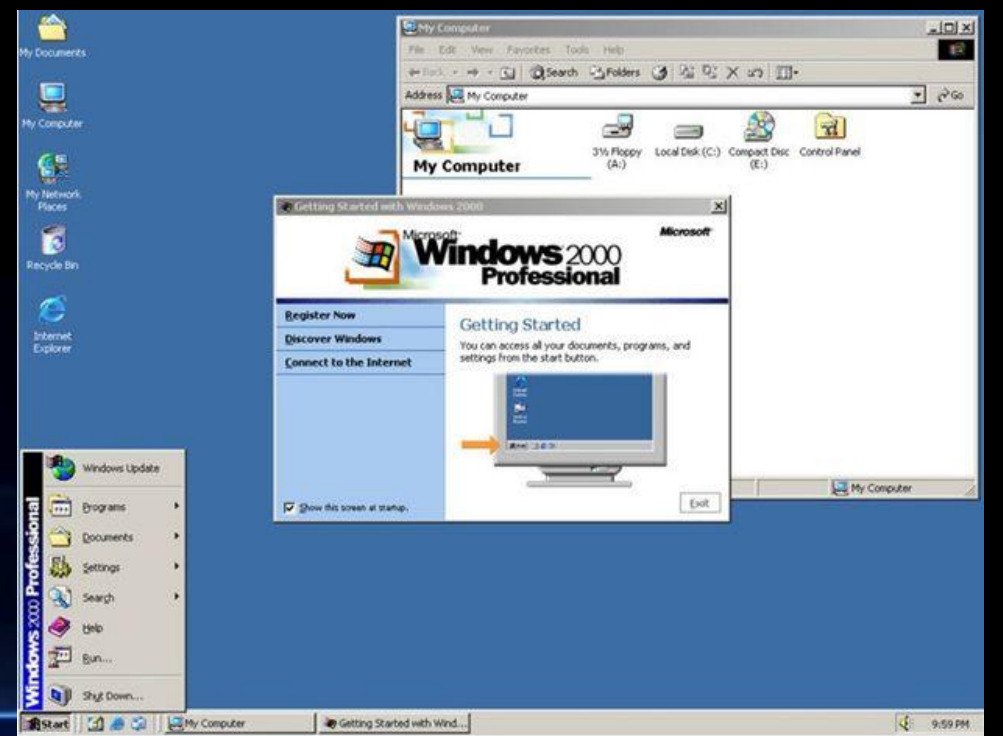 My Documents
My Computer
My Network
Places
Recycle Bin
Internet
Explorer
My Computer
File Edit View Favorites Tools Help
Back Search Folders
Address My Computer Go
My Computer
3½ Floppy
(A:)
Local Disk (C:)
Compact Disc
(E:)
Control Panel
My Computer
Getting Started with Windows 2000
Microsoft
Windows 2000
Professional
Microsoft
Register Now
Discover Windows
Connect to the Internet
Getting Started
You can access all your documents, programs, and
settings from the start button.
Show this screen at startup.
Exit
Windows 2000 Professional
Windows Update
Programs
Documents
Settings
Search
Help
Run...
Shut Down...
Start
My Computer
Getting Started with Wind...
9:59 PM